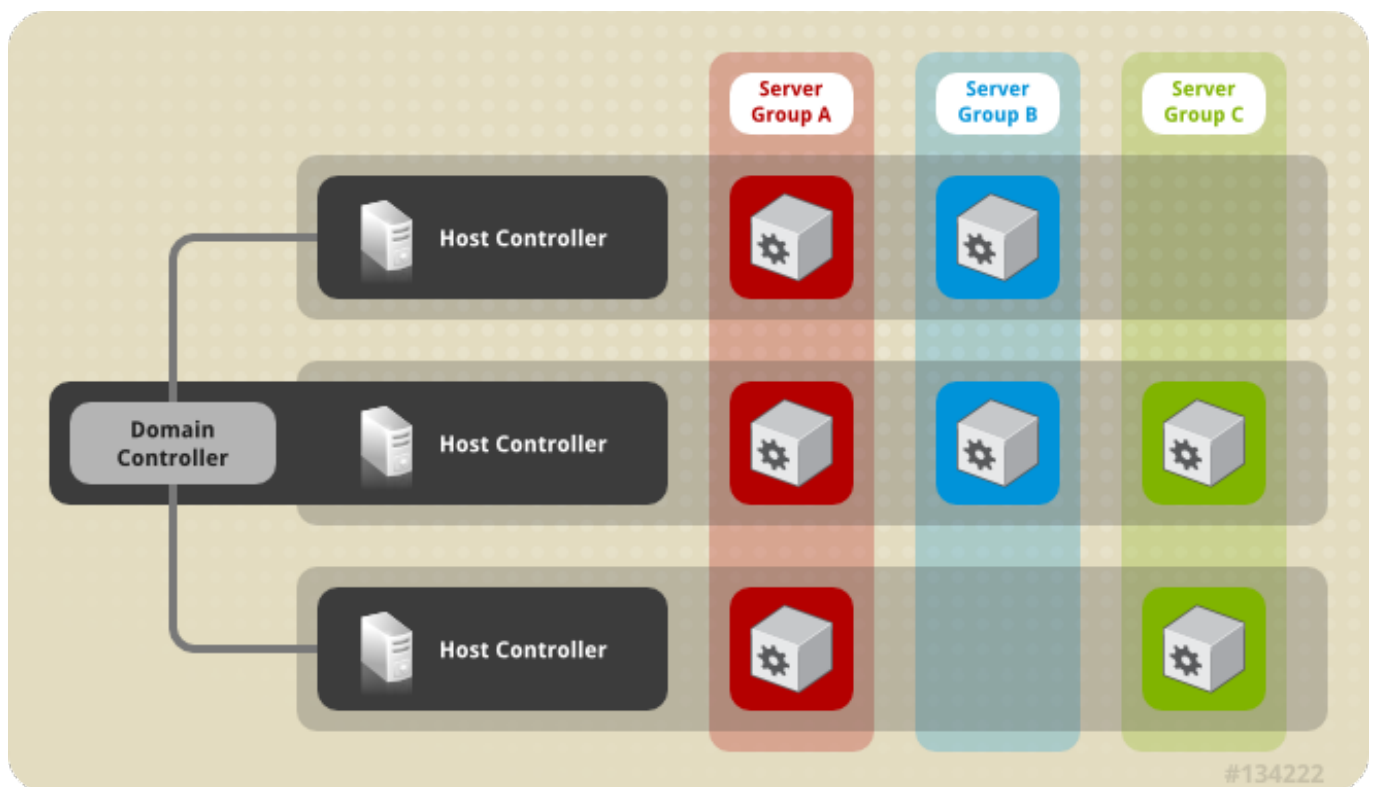 Server
Group A
Server
Group B
Server
Group C
Host Controller
Domain
Controller
Host Controller
Host Controller
#134222